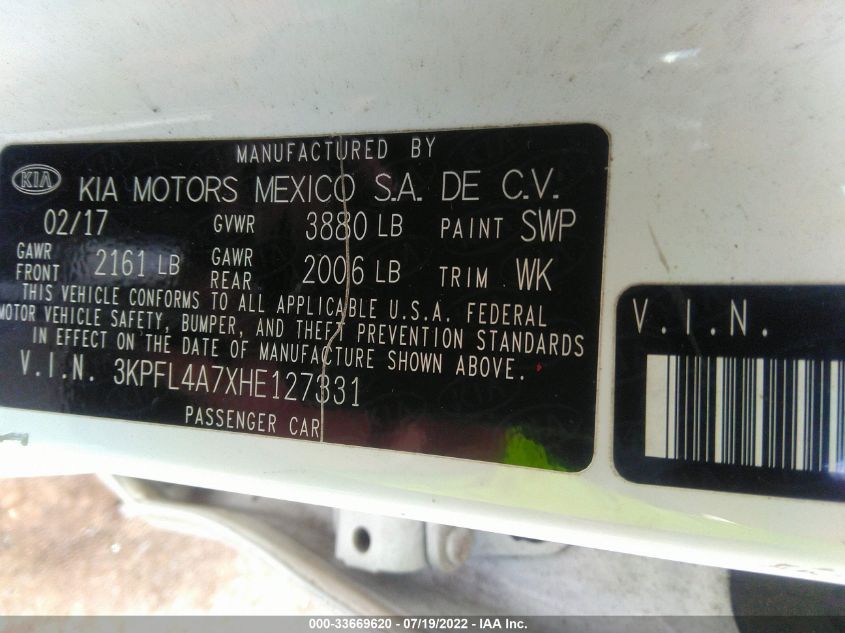 MANUFACTURED BY
KIA KIA MOTORS MEXICO S.A. DE C.V.
02/17 GVWR 3880 LB PAINT SWP
GAWR FRONT 2161 LB GAWR REAR 2006 LB TRIM WK
THIS VEHICLE CONFORMS TO ALL APPLICABLE U.S.A. FEDERAL
MOTOR VEHICLE SAFETY, BUMPER, AND THEFT PREVENTION STANDARDS
IN EFFECT ON THE DATE OF MANUFACTURE SHOWN ABOVE.
V.I.N. 3KPFL4A7XHE127331
PASSENGER CAR
V.I.N.
000-33669620 - 07/19/2022 - IAA Inc.